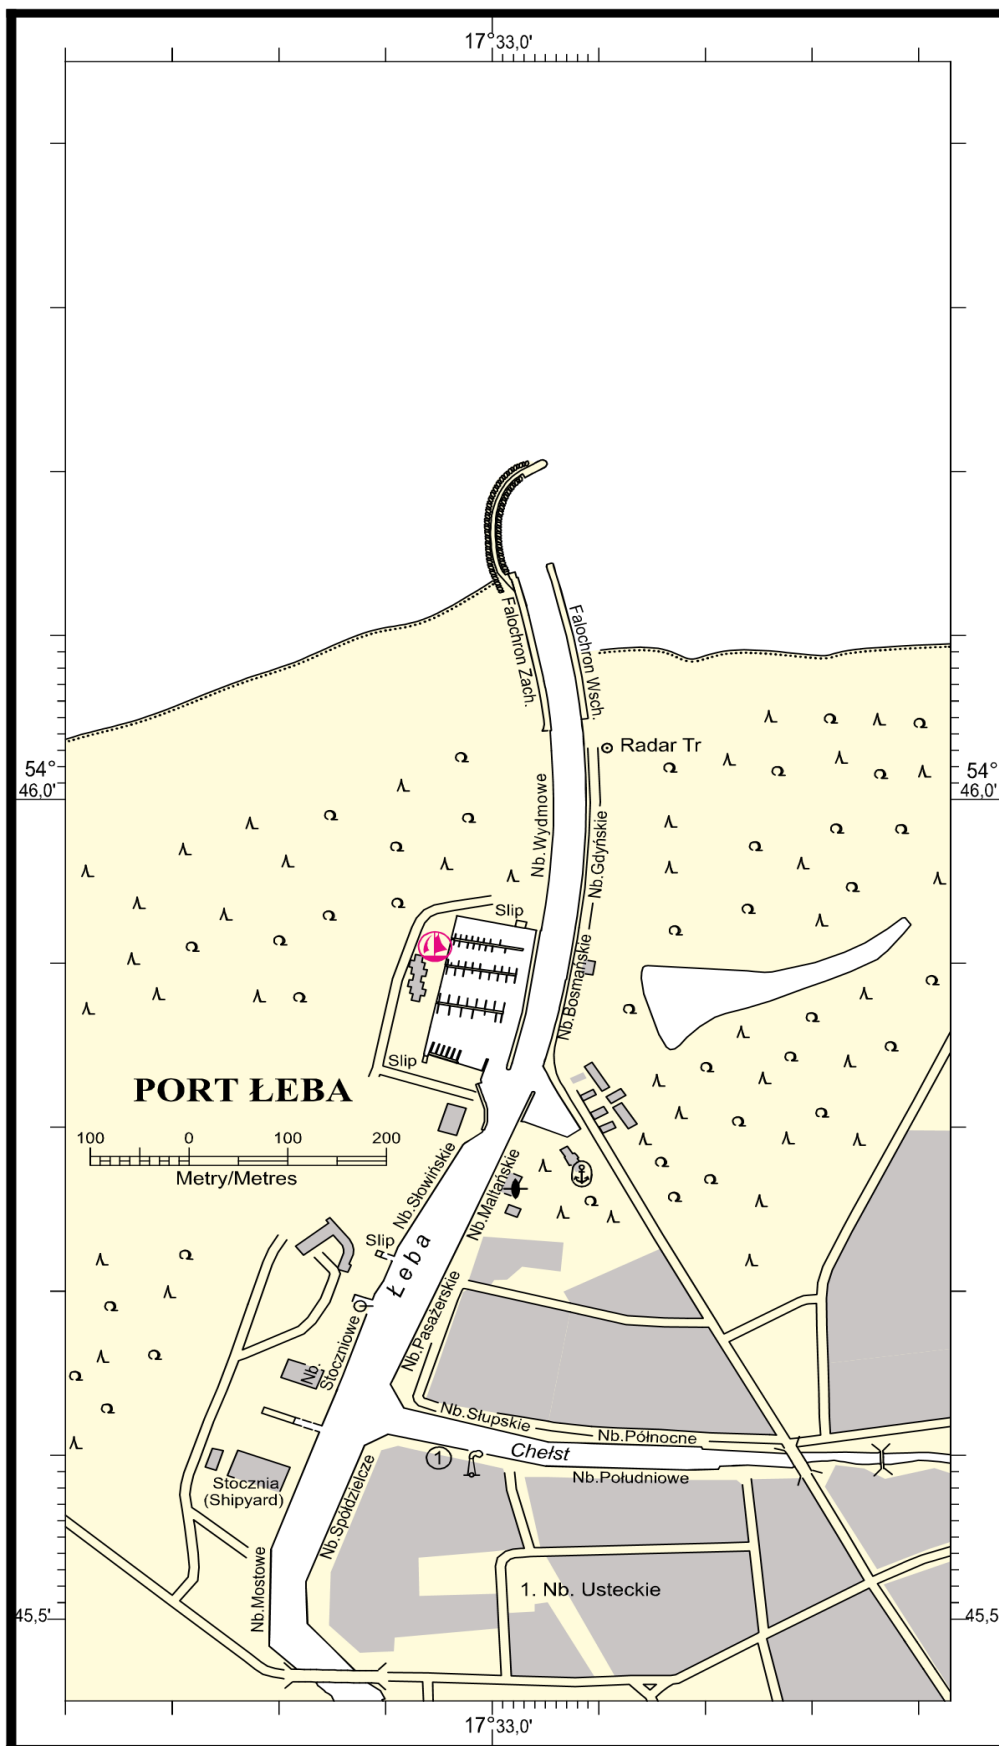 17°33,0'
Falochron Zach.
Falochron Wsch.
Radar Tr
54°
46,0'
54°
46,0'
Nb.Wydmowe
Nb.Gdyńskie
Slip
Nb.Bosmańskie
Slip
PORT ŁEBA
100 0 100 200
Metry/Metres
Nb.Słowińskie
Nb.Maltańskie
Slip
Łeba
Nb.
Stoczniowe
Nb.Pasażerskie
Nb.Słupskie
Nb.Północne
1
Chełst
Nb.Południowe
Stocznia
(Shipyard)
Nb.Spółdzielcze
Nb.Mostowe
1. Nb. Usteckie
45,5'
45,5'
17°33,0'